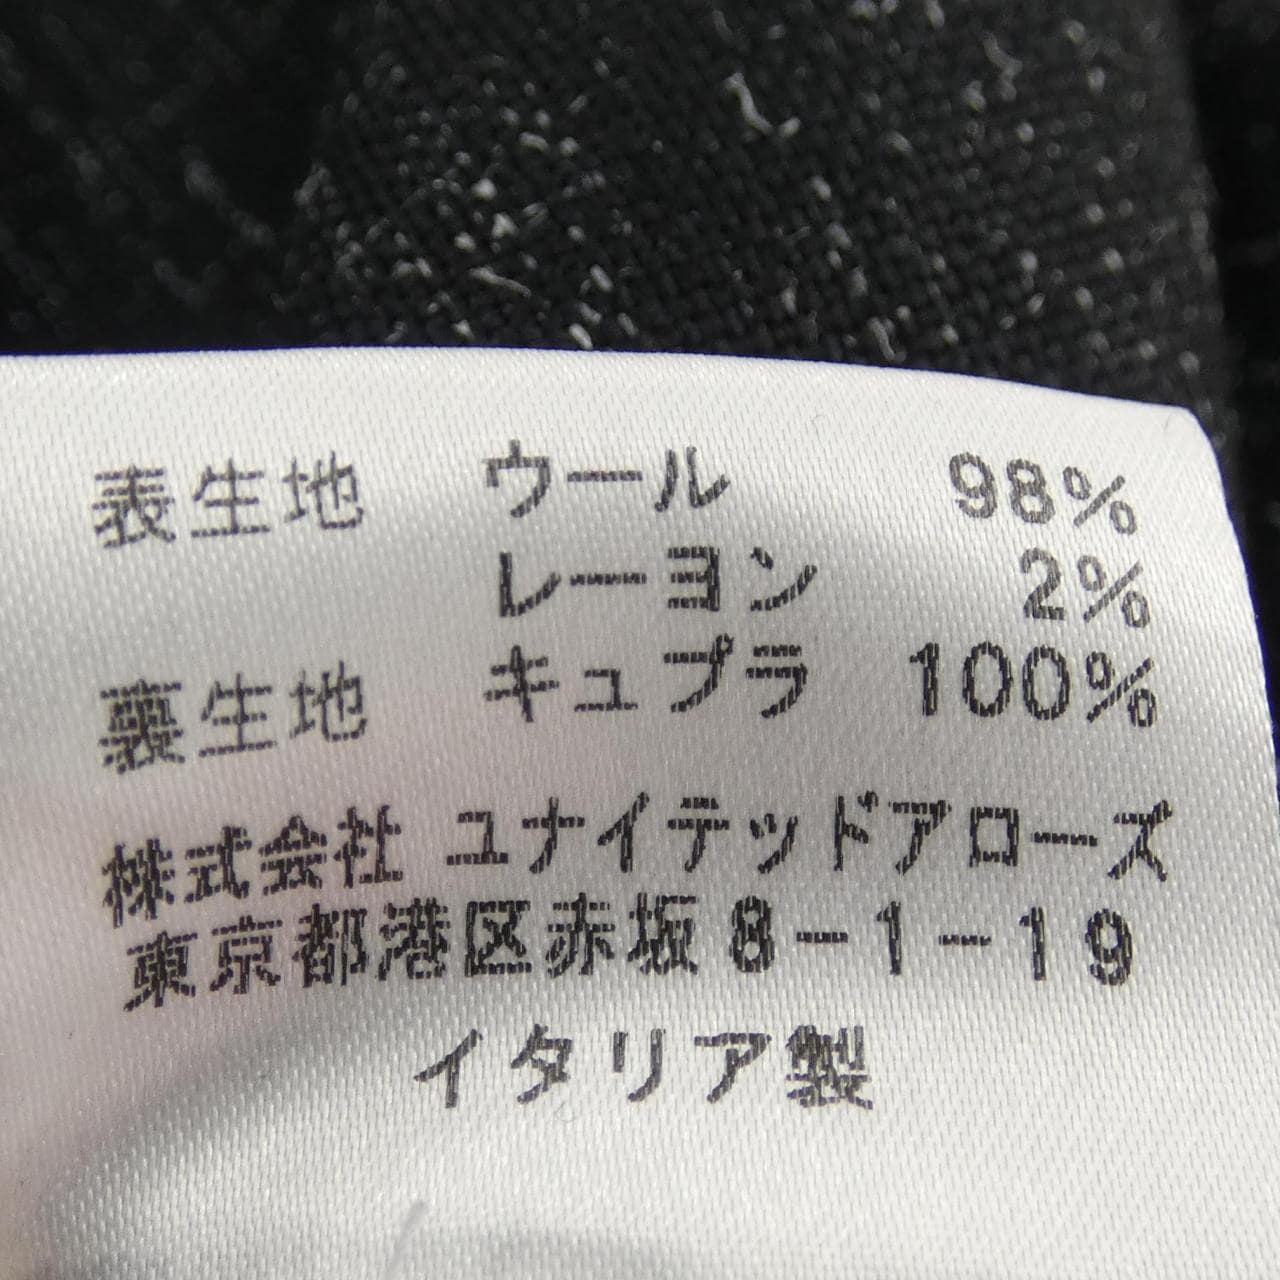 表生地 ウール 98%
レーヨン 2%
裏生地 キュプラ 100%
株式会社 ユナイテッドアローズ
東京都港区赤坂8-1-19
イタリア製